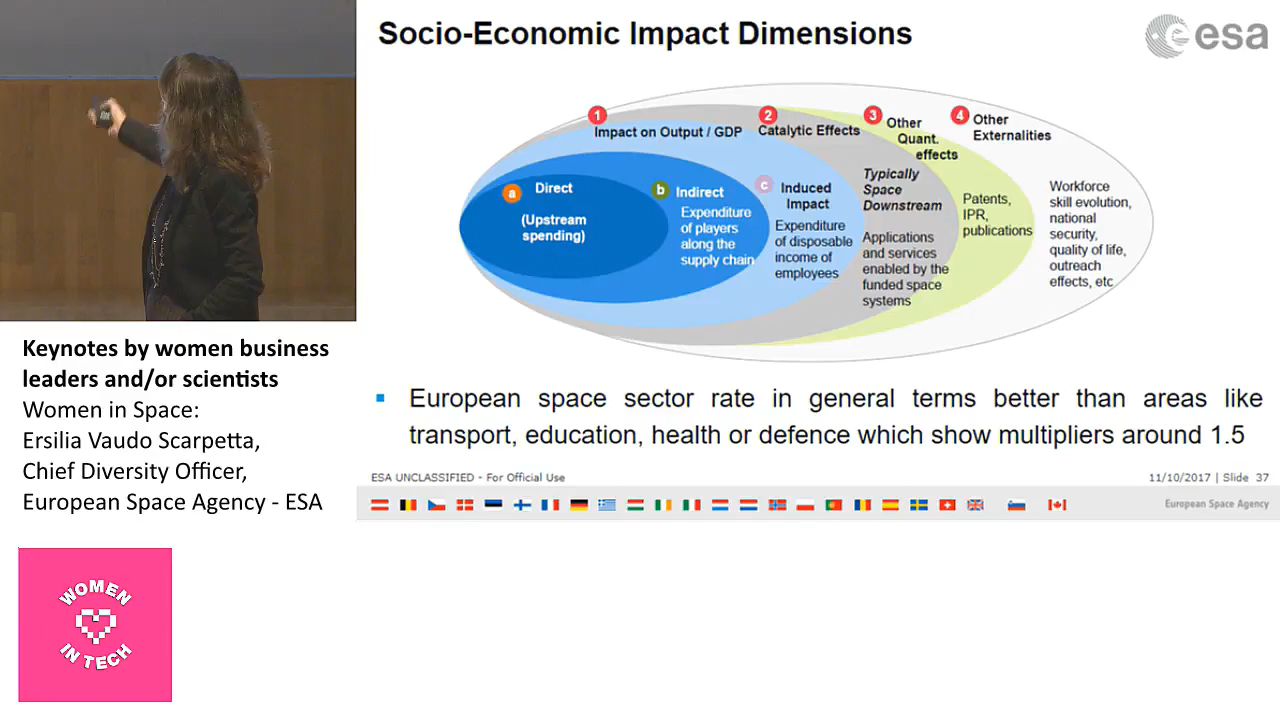 Socio-Economic Impact Dimensions
esa
1
Impact on Output / GDP
2
Catalytic Effects
3
Other
Quant.
effects
4
Other
Externalities
a
Direct
(Upstream
spending)
b
Indirect
Expenditure
of players
along the
supply chain
c
Induced
Impact
Expenditure
of disposable
income of
employees
Typically
Space
Downstream
Applications
and services
enabled by the
funded space
systems
Patents,
IPR,
publications
Workforce
skill evolution,
national
security,
quality of life,
outreach
effects, etc
European space sector rate in general terms better than areas like
transport, education, health or defence which show multipliers around 1.5
ESA UNCLASSIFIED - For Official Use
11/10/2017 | Slide 37
European Space Agency
Keynotes by women business
leaders and/or scientists
Women in Space:
Ersilia Vaudo Scarpetta,
Chief Diversity Officer,
European Space Agency - ESA
WOMEN
IN TECH